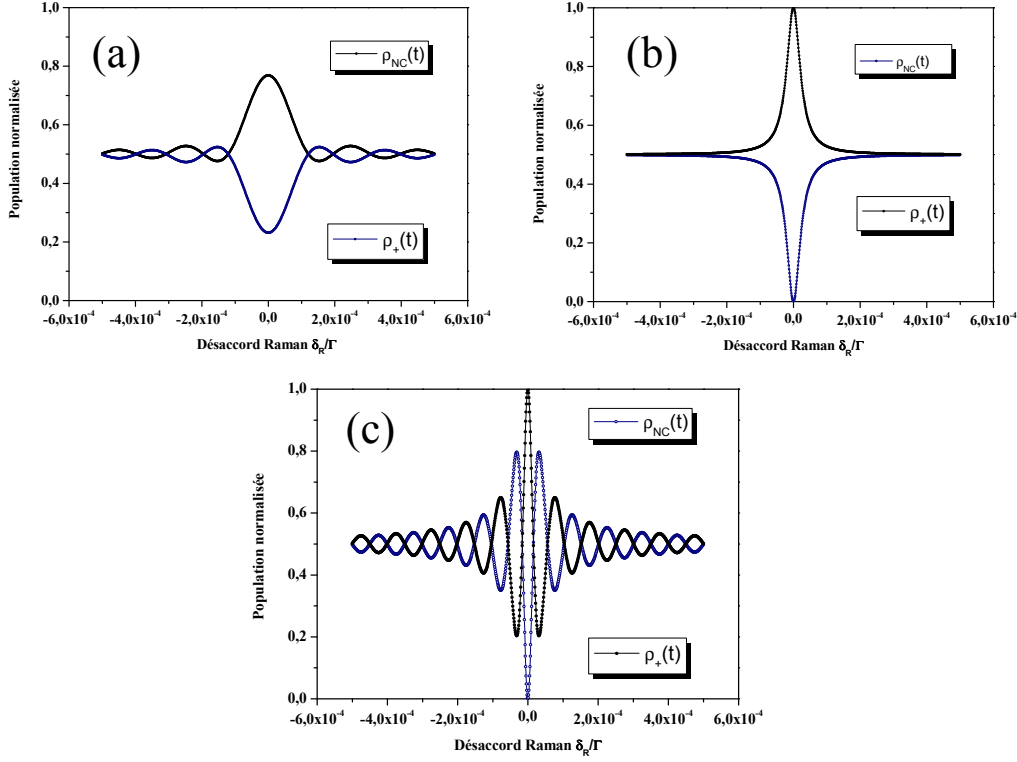 (a)
ρNC(t)
ρ+(t)
Population normalisée
1,0
0,8
0,6
0,4
0,2
0,0
-6,0x10-4 -4,0x10-4 -2,0x10-4 0,0 2,0x10-4 4,0x10-4 6,0x10-4
Désaccord Raman δR/Γ
(b)
ρNC(t)
ρ+(t)
Population normalisée
1,0
0,8
0,6
0,4
0,2
0,0
-6,0x10-4 -4,0x10-4 -2,0x10-4 0,0 2,0x10-4 4,0x10-4 6,0x10-4
Désaccord Raman δR/Γ
(c)
ρNC(t)
ρ+(t)
Population normalisée
1,0
0,8
0,6
0,4
0,2
0,0
-6,0x10-4 -4,0x10-4 -2,0x10-4 0,0 2,0x10-4 4,0x10-4 6,0x10-4
Désaccord Raman δR/Γ